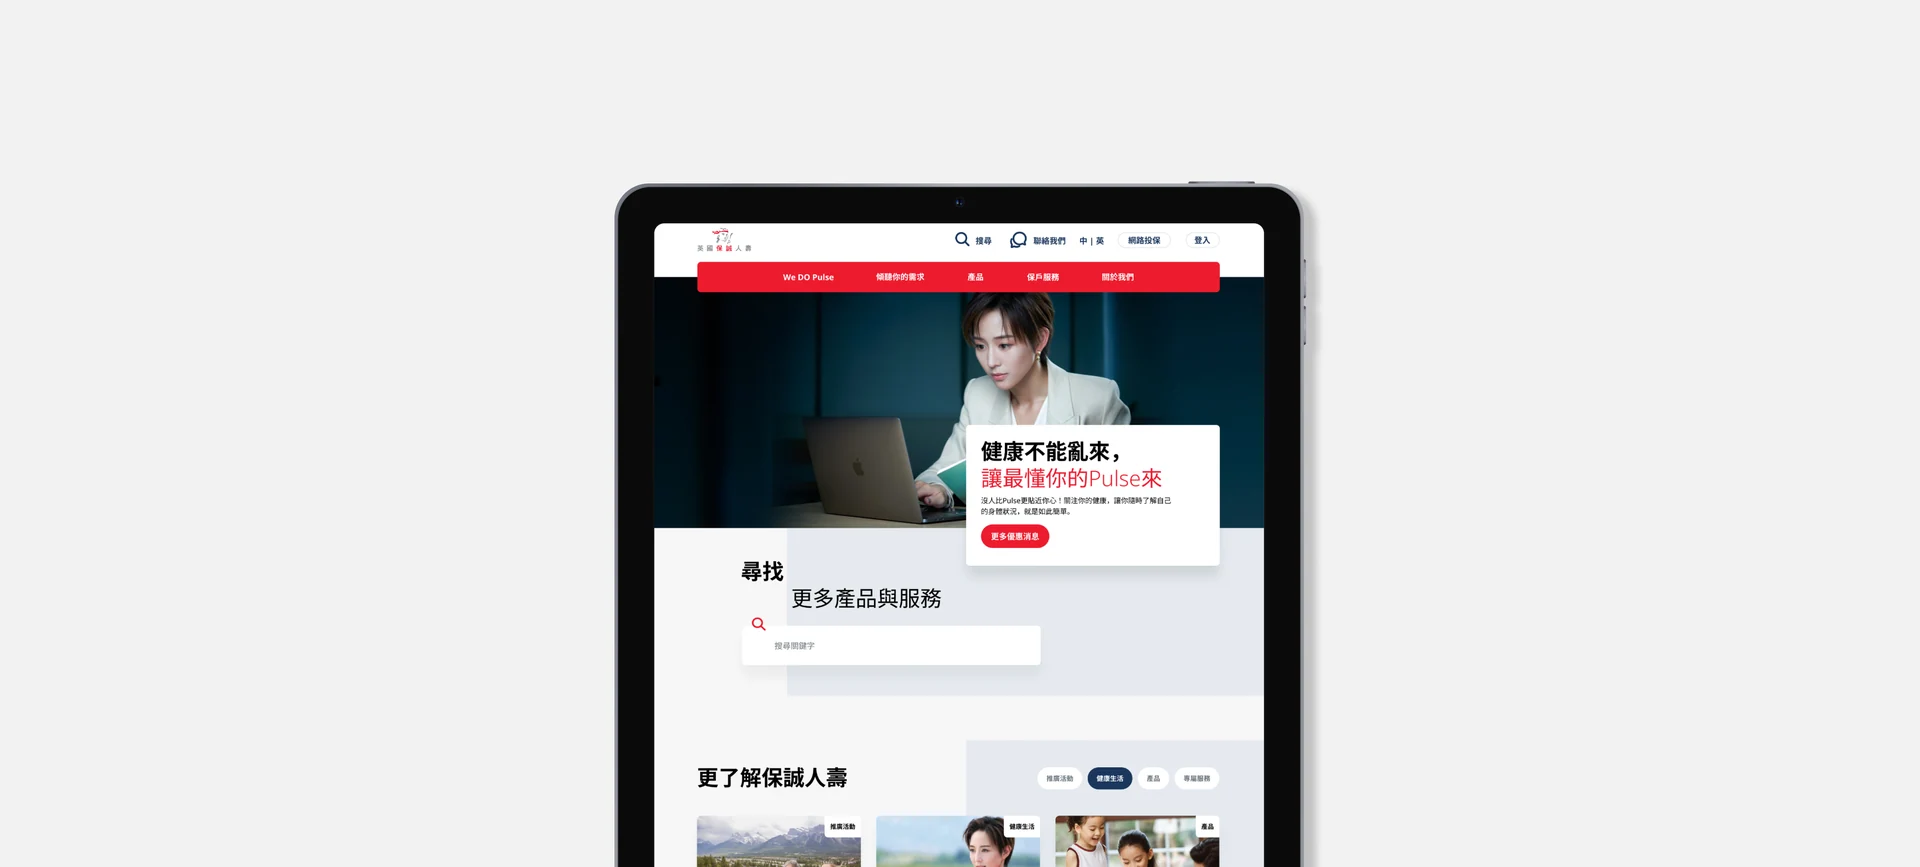 英國保誠人壽
搜尋
聯絡我們
中 | 英
網路投保
登入
We DO Pulse
傾聽你的需求
產品
保戶服務
關於我們
健康不能亂來，
讓最懂你的Pulse來
沒人比Pulse更貼近你心！關注你的健康，讓你隨時了解自己
的身體狀況，就是如此簡單。
更多優惠消息
尋找
更多產品與服務
搜尋關鍵字
更了解保誠人壽
推廣活動
健康生活
產品
專屬服務
推廣活動
健康生活
產品